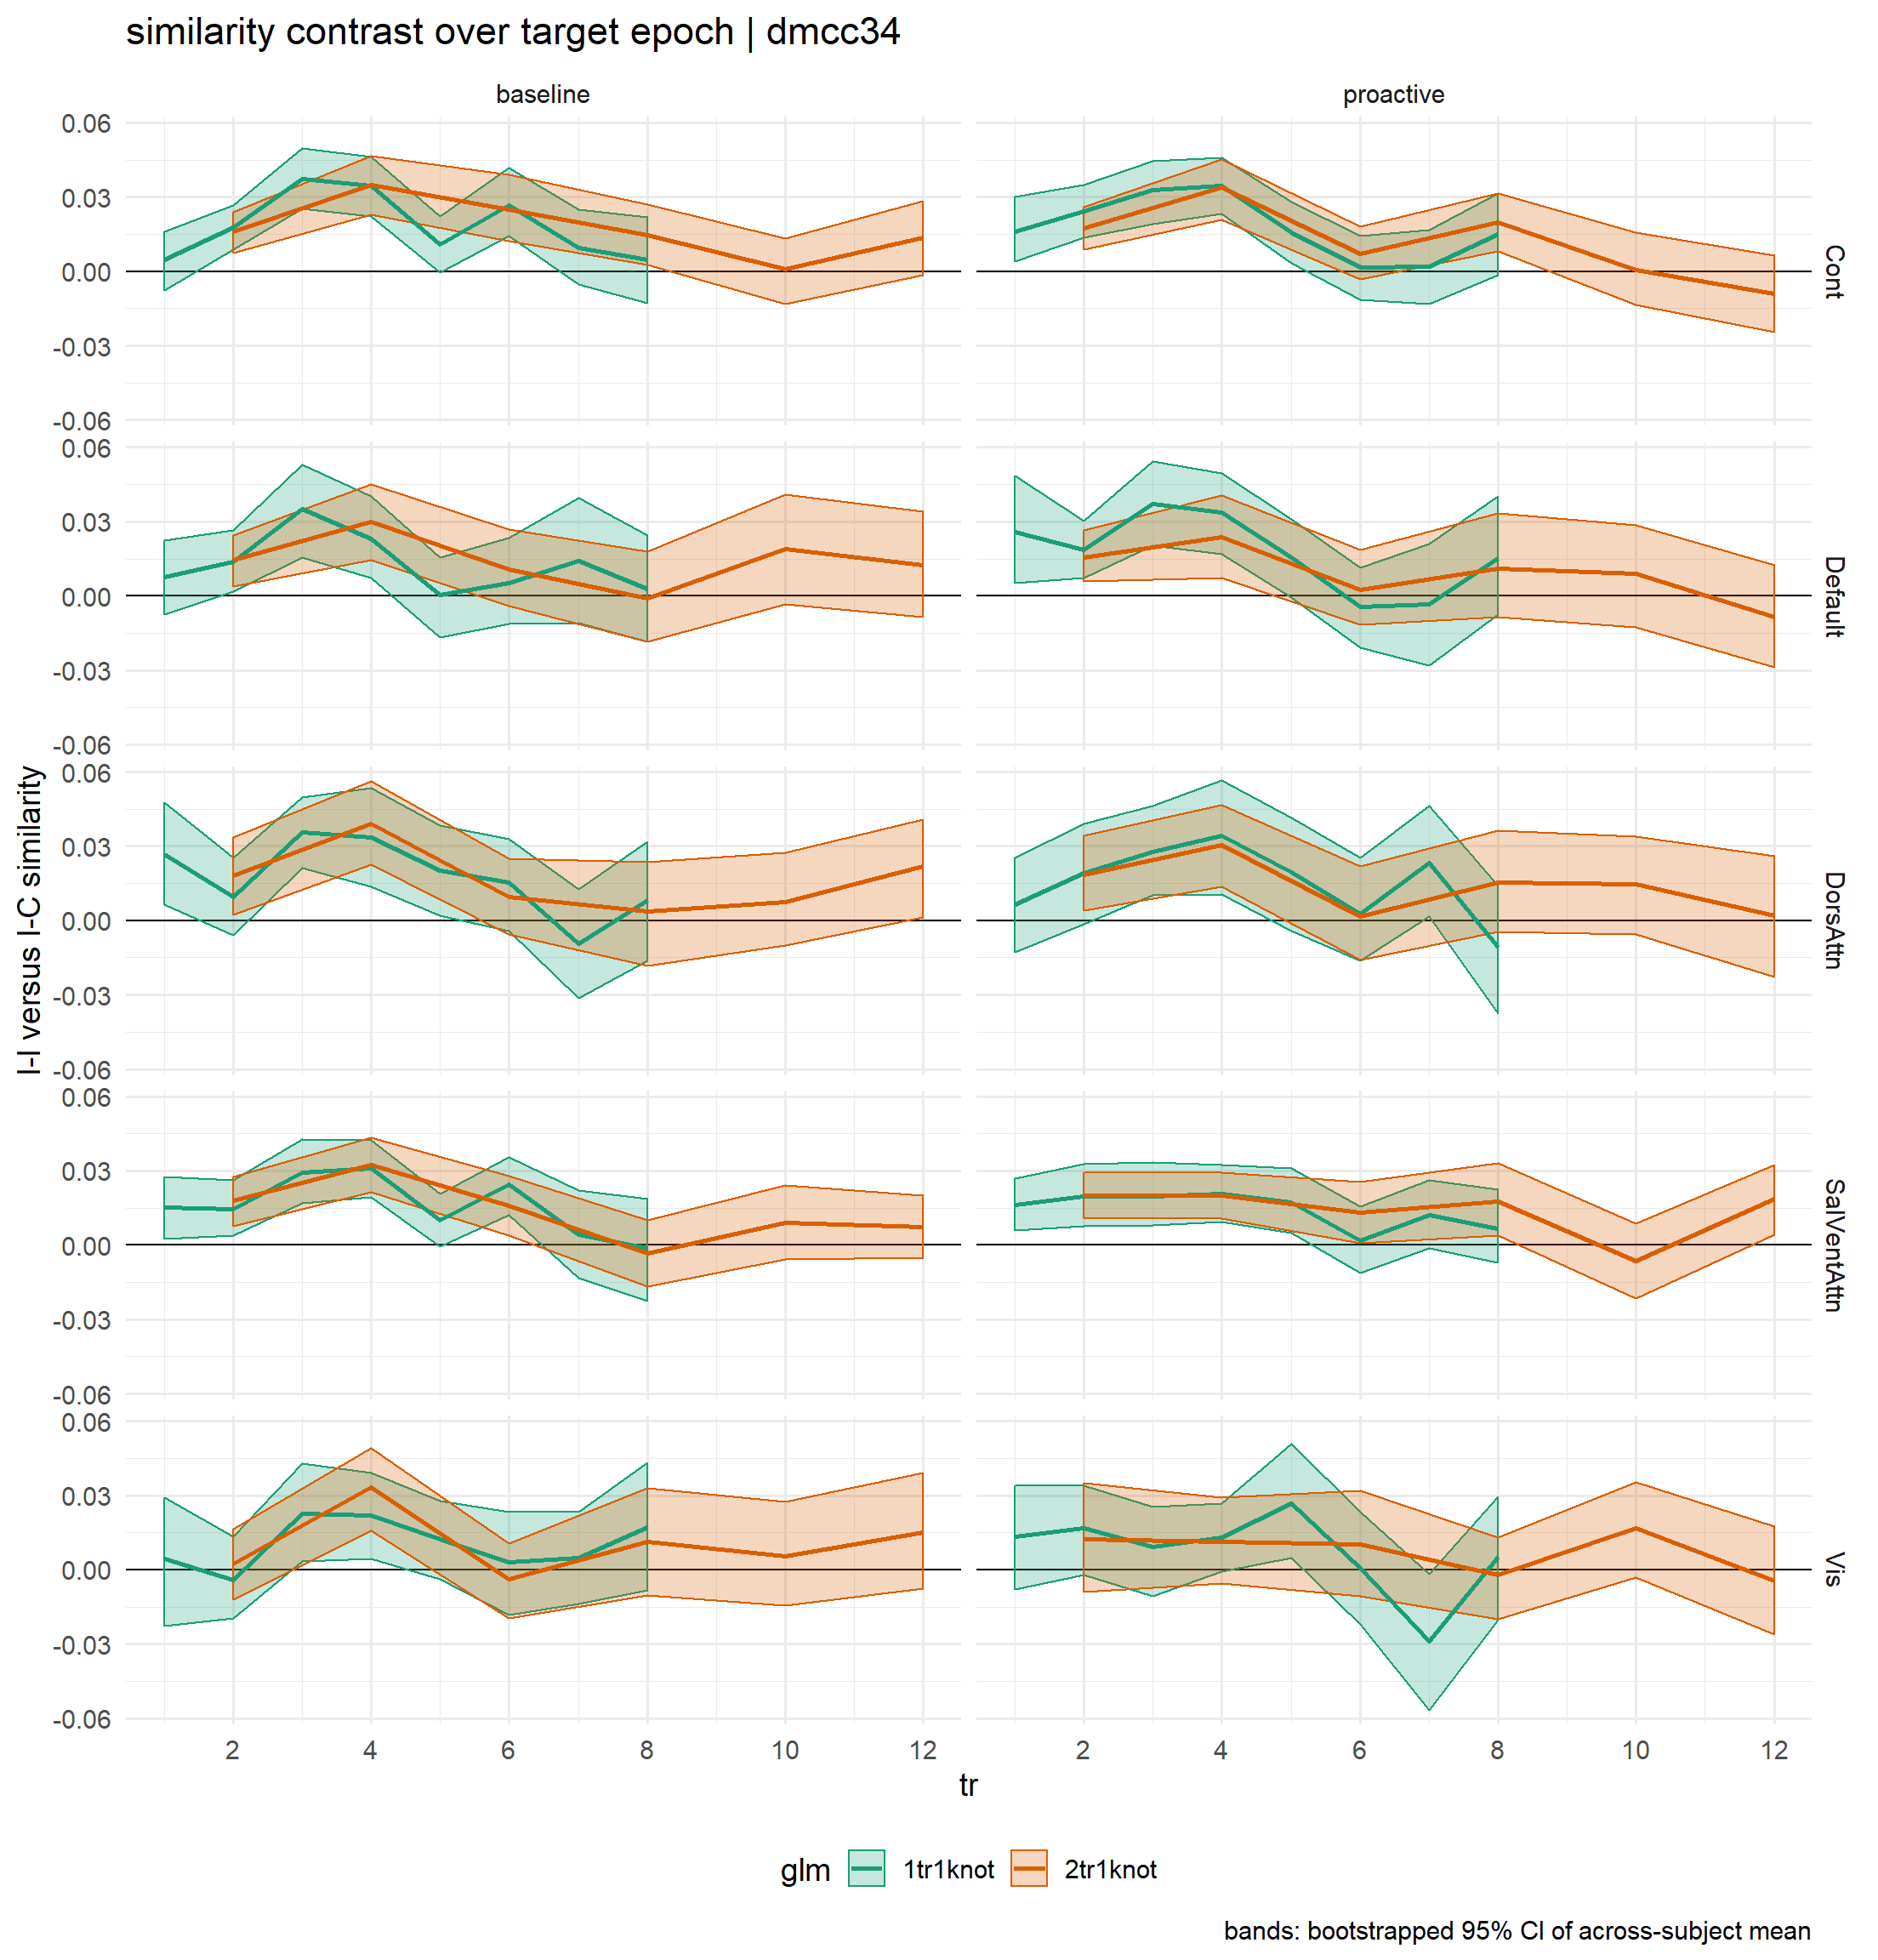 similarity contrast over target epoch | dmcc34
baseline
proactive
I-I versus I-C similarity
0.06
0.03
0.00
-0.03
-0.06
Cont
0.06
0.03
0.00
-0.03
-0.06
Default
0.06
0.03
0.00
-0.03
-0.06
DorsAttn
0.06
0.03
0.00
-0.03
-0.06
SalVentAttn
0.06
0.03
0.00
-0.03
-0.06
Vis
2 4 6 8 10 12 2 4 6 8 10 12
tr
glm 1tr1knot 2tr1knot
bands: bootstrapped 95% CI of across-subject mean